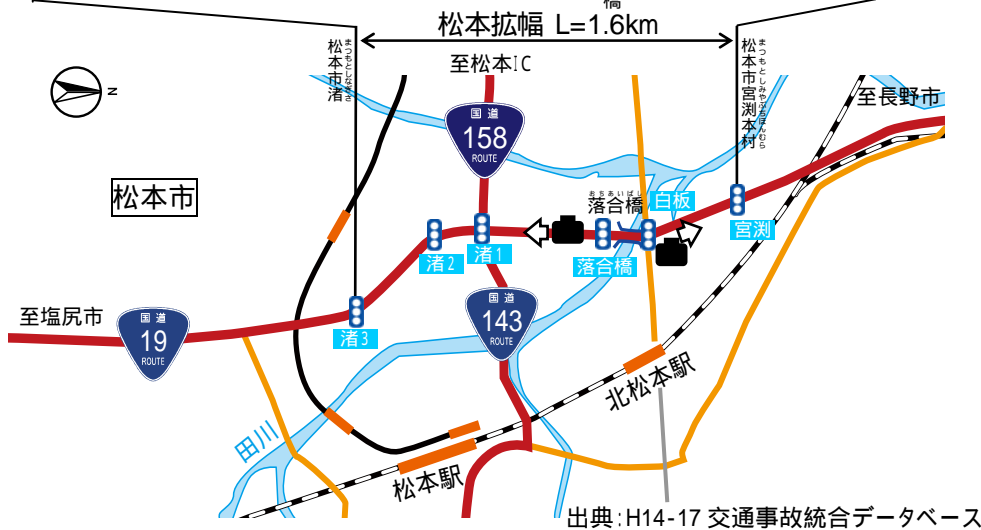 橋
松本拡幅 L=1.6km
まつもとしなぎさ
松本市渚
至松本IC
まつもとしみやぶちほんむら
松本市宮渕本村
至長野市
N
国道
158
ROUTE
松本市
おちあいばし
落合橋
白板
宮渕
渚1
渚2
落合橋
国道
143
ROUTE
至塩尻市
国道
19
ROUTE
渚3
北松本駅
田川
松本駅
出典:H14-17 交通事故統合データベース